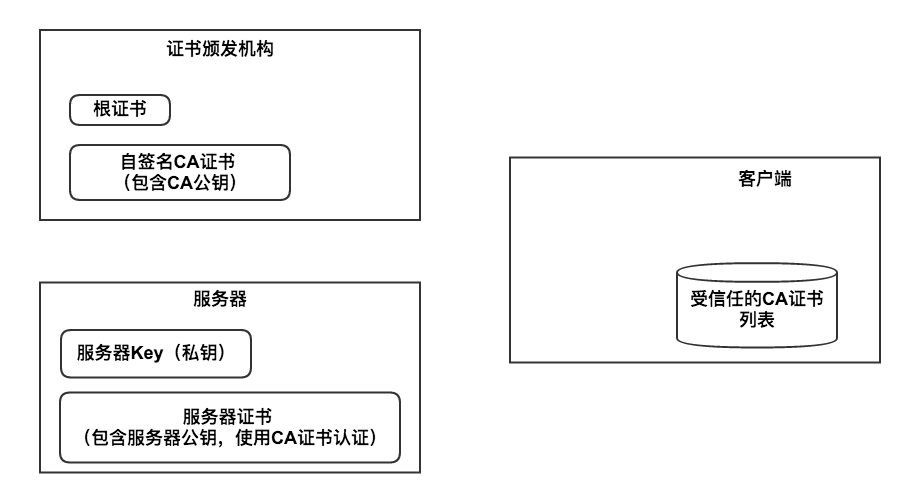 证书颁发机构
根证书
自签名CA证书
（包含CA公钥）
服务器
服务器Key（私钥）
服务器证书
（包含服务器公钥，使用CA证书认证）
客户端
受信任的CA证书
列表